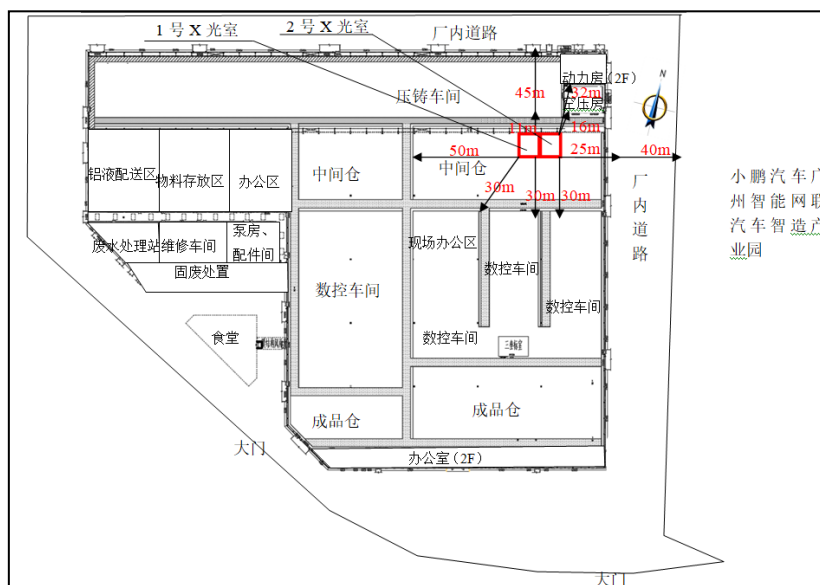 1 号 X 光室
2 号 X 光室
厂内道路
动力房（2F）
45m
32m
空压房
压铸车间
11m
16m
50m
25m
40m
中间仓
中间仓
铝液配送区
物料存放区
办公区
30m
30m
30m
厂内道路
小鹏汽车广
州智能网联
汽车智造产
业园
废水处理站
维修车间
泵房、
配件间
固废处置
现场办公区
数控车间
数控车间
数控车间
数控车间
食堂
成品仓
成品仓
大门
办公室（2F）
大门
N